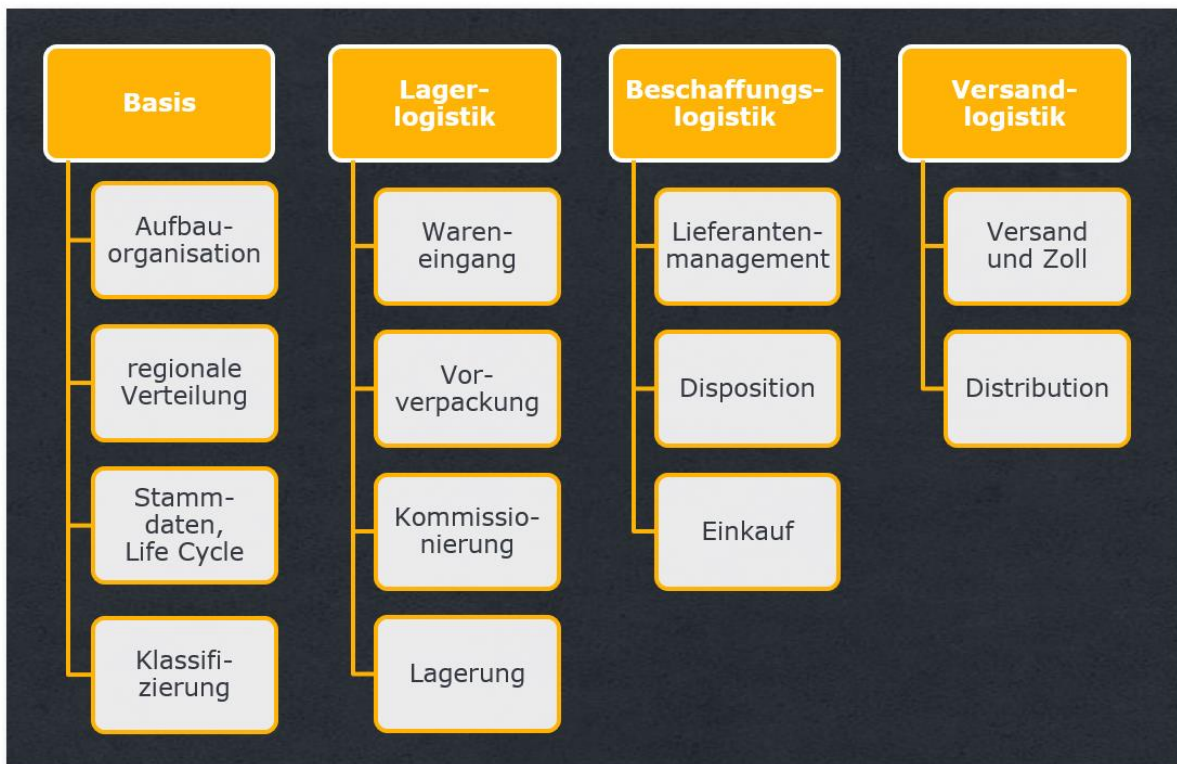 Basis
Aufbau-
organisation
regionale
Verteilung
Stamm-
daten,
Life Cycle
Klassifi-
zierung
Lager-
logistik
Waren-
eingang
Vor-
verpackung
Kommissio-
nierung
Lagerung
Beschaffungs-
logistik
Lieferanten-
management
Disposition
Einkauf
Versand-
logistik
Versand
und Zoll
Distribution